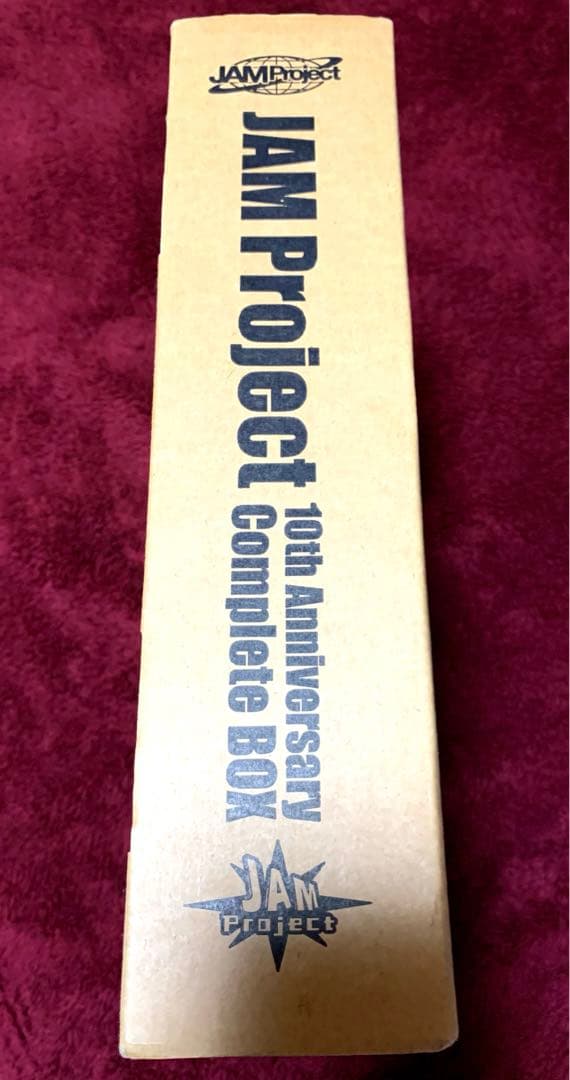 JAM Project
JAM Project
10th Anniversary
Complete BOX
JAM
Project